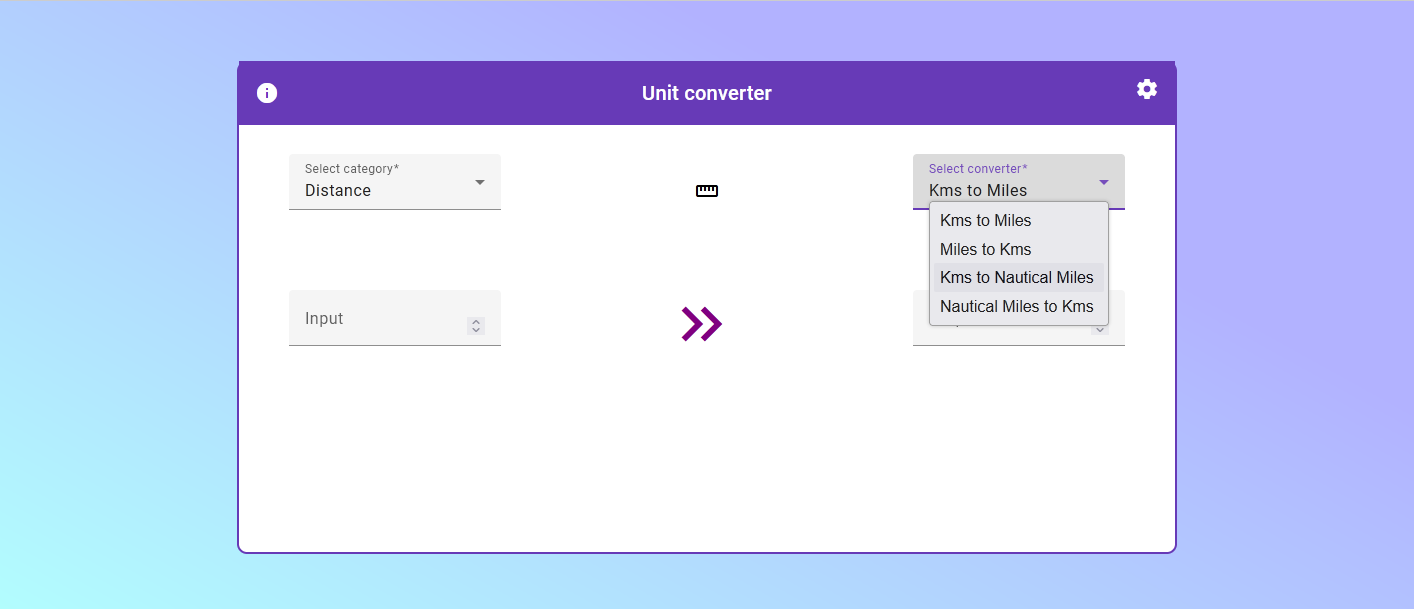 Unit converter
Select category*
Distance
Select converter*
Kms to Miles
Kms to Miles
Miles to Kms
Kms to Nautical Miles
Nautical Miles to Kms
Input